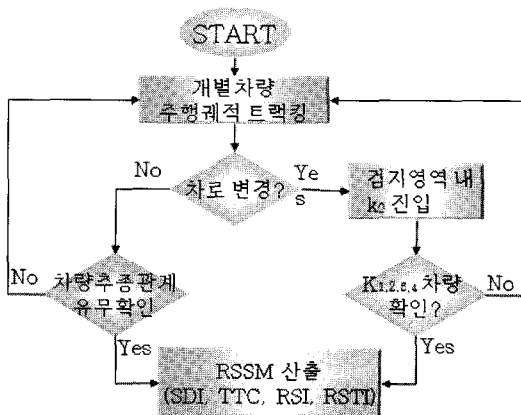 START
개별차량
주행궤적 트랙킹
No
차로 변경?
Ye
s
검지영역 내
k₀ 진입
No
차량추종관계
유무확인
K₁,₂,₃,₄ 차량
확인?
No
Yes
Yes
RSSM 산출
(SDI, TTC, RSI, RSTI)